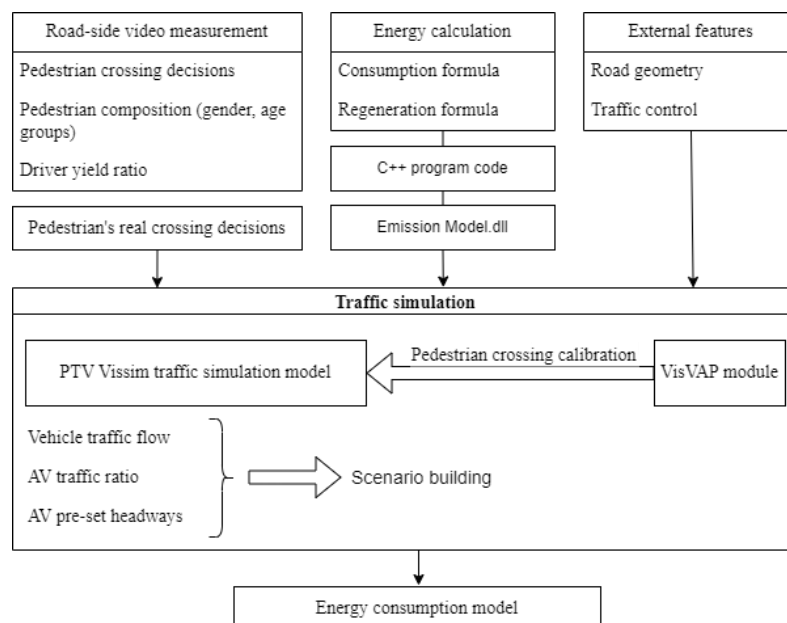 Road-side video measurement
Pedestrian crossing decisions
Pedestrian composition (gender, age
groups)
Driver yield ratio
Pedestrian's real crossing decisions
Energy calculation
Consumption formula
Regeneration formula
C++ program code
Emission Model.dll
External features
Road geometry
Traffic control
Traffic simulation
PTV Vissim traffic simulation model
Pedestrian crossing calibration
VisVAP module
Vehicle traffic flow
AV traffic ratio
AV pre-set headways
Scenario building
Energy consumption model